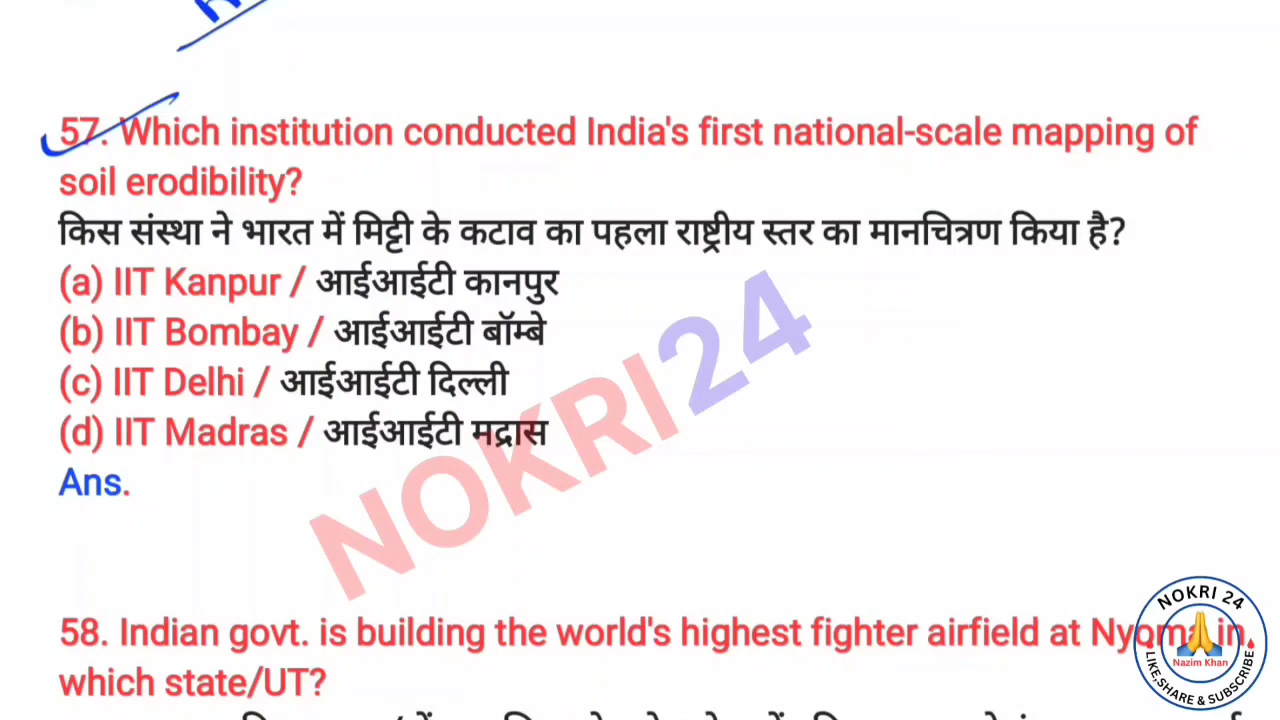 57. Which institution conducted India's first national-scale mapping of
soil erodibility?
किस संस्था ने भारत में मिट्टी के कटाव का पहला राष्ट्रीय स्तर का मानचित्रण किया है?
(a) IIT Kanpur / आईआईटी कानपुर
(b) IIT Bombay / आईआईटी बॉम्बे
(c) IIT Delhi / आईआईटी दिल्ली
(d) IIT Madras / आईआईटी मद्रास
Ans.
NOKRI24
58. Indian govt. is building the world's highest fighter airfield at Nyoma in
which state/UT?
NOKRI 24
Nazim Khan
LIKE,SHARE & SUBSCRIBE